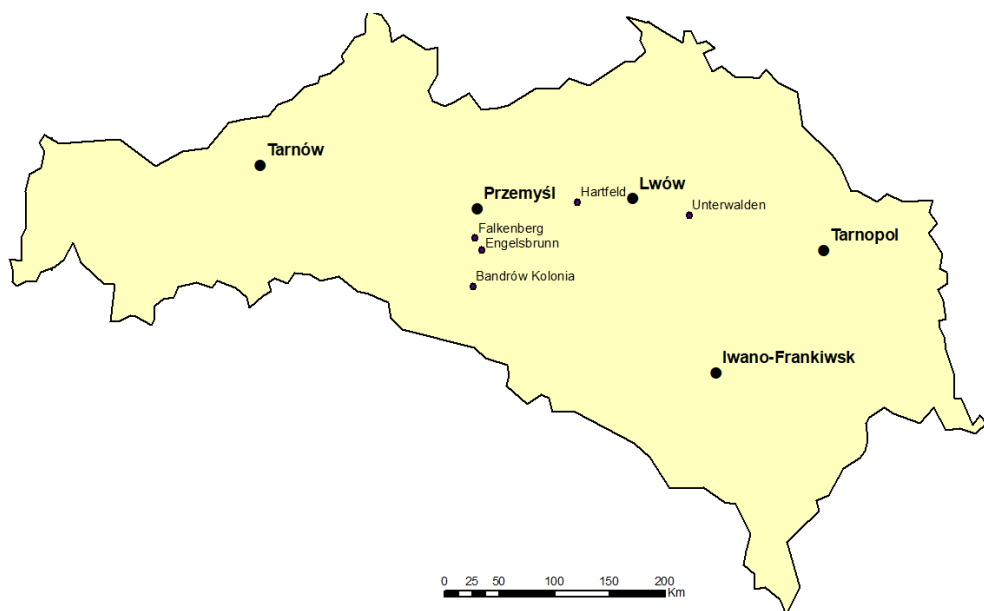 Tarnów
Przemyśl
Hartfeld
Lwów
Unterwalden
Falkenberg
Engelsbrunn
Tarnopol
Bandrów Kolonia
Iwano-Frankiwsk
0 25 50 100 150 200
Km